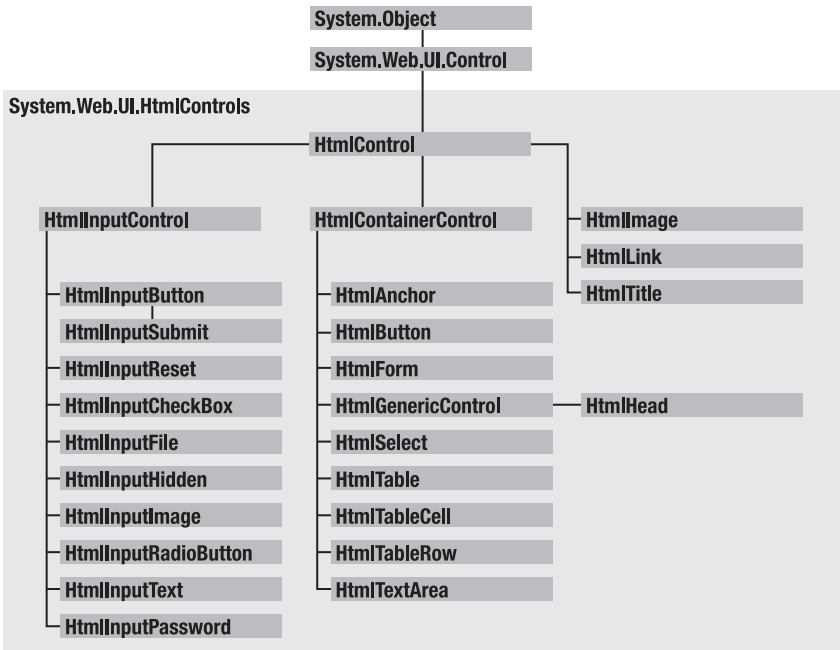 System.Object
System.Web.UI.Control
System.Web.UI.HtmlControls
HtmlControl
HtmlInputControl
HtmlInputButton
HtmlInputSubmit
HtmlInputReset
HtmlInputCheckBox
HtmlInputFile
HtmlInputHidden
HtmlInputImage
HtmlInputRadioButton
HtmlInputText
HtmlInputPassword
HtmlContainerControl
HtmlAnchor
HtmlButton
HtmlForm
HtmlGenericControl
HtmlHead
HtmlSelect
HtmlTable
HtmlTableCell
HtmlTableRow
HtmlTextArea
HtmlImage
HtmlLink
HtmlTitle